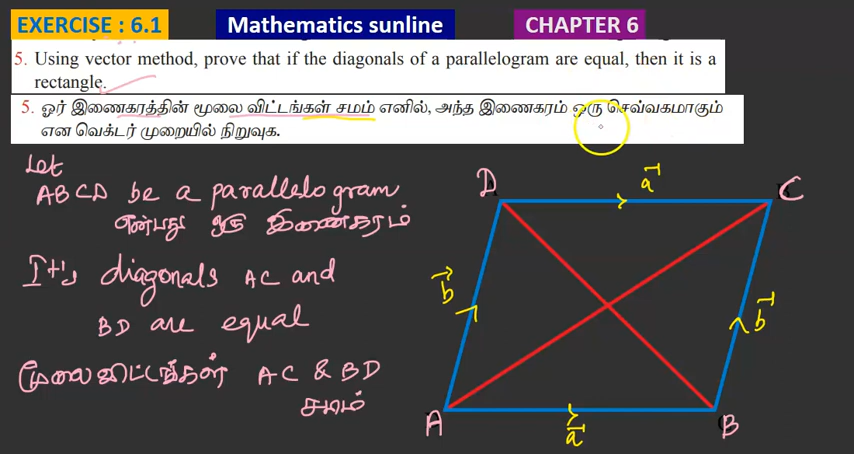 EXERCISE : 6.1
Mathematics sunline
CHAPTER 6
5. Using vector method, prove that if the diagonals of a parallelogram are equal, then it is a
rectangle.
5. ஓர் இணைகரத்தின் மூலை விட்டங்கள் சமம் எனில், அந்த இணைகரம் ஒரு செவ்வகமாகும்
என வெக்டர் முறையில் நிறுவுக.
Let
ABCD be a parallelogram
என்பது ஒரு இணைகரம்
It's diagonals AC and
BD are equal
மூலைவிட்டங்கள் AC & BD
சமம்
D
a
C
b
b
A
a
B